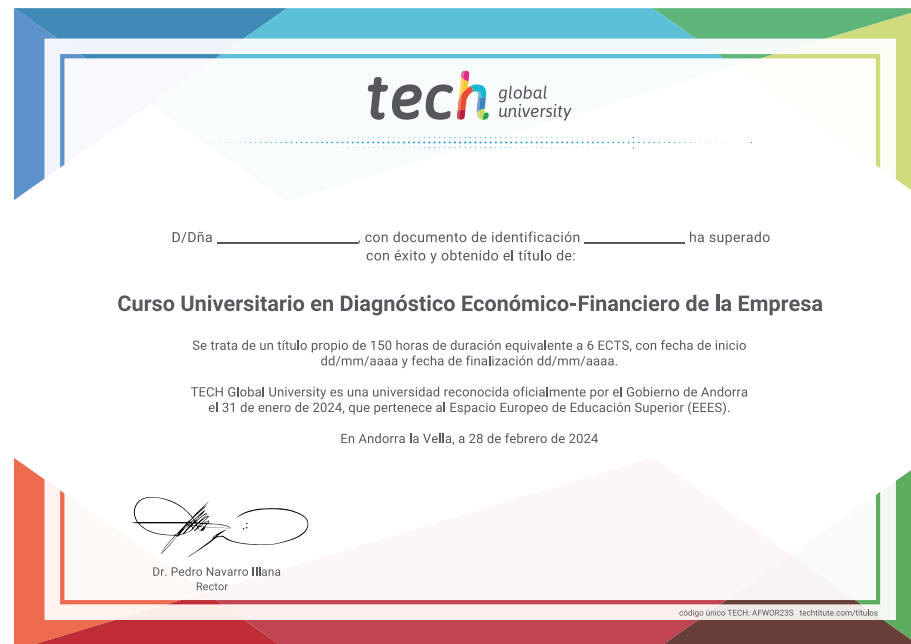 tech global
university
D/Dña ____________, con documento de identificación ____________ ha superado
con éxito y obtenido el título de:
Curso Universitario en Diagnóstico Económico-Financiero de la Empresa
Se trata de un título propio de 150 horas de duración equivalente a 6 ECTS, con fecha de inicio
dd/mm/aaaa y fecha de finalización dd/mm/aaaa.
TECH Global University es una universidad reconocida oficialmente por el Gobierno de Andorra
el 31 de enero de 2024, que pertenece al Espacio Europeo de Educación Superior (EEES).
En Andorra la Vella, a 28 de febrero de 2024
Dr. Pedro Navarro Illana
Rector
código único TECH: AFWOR23S techtitute.com/titulos